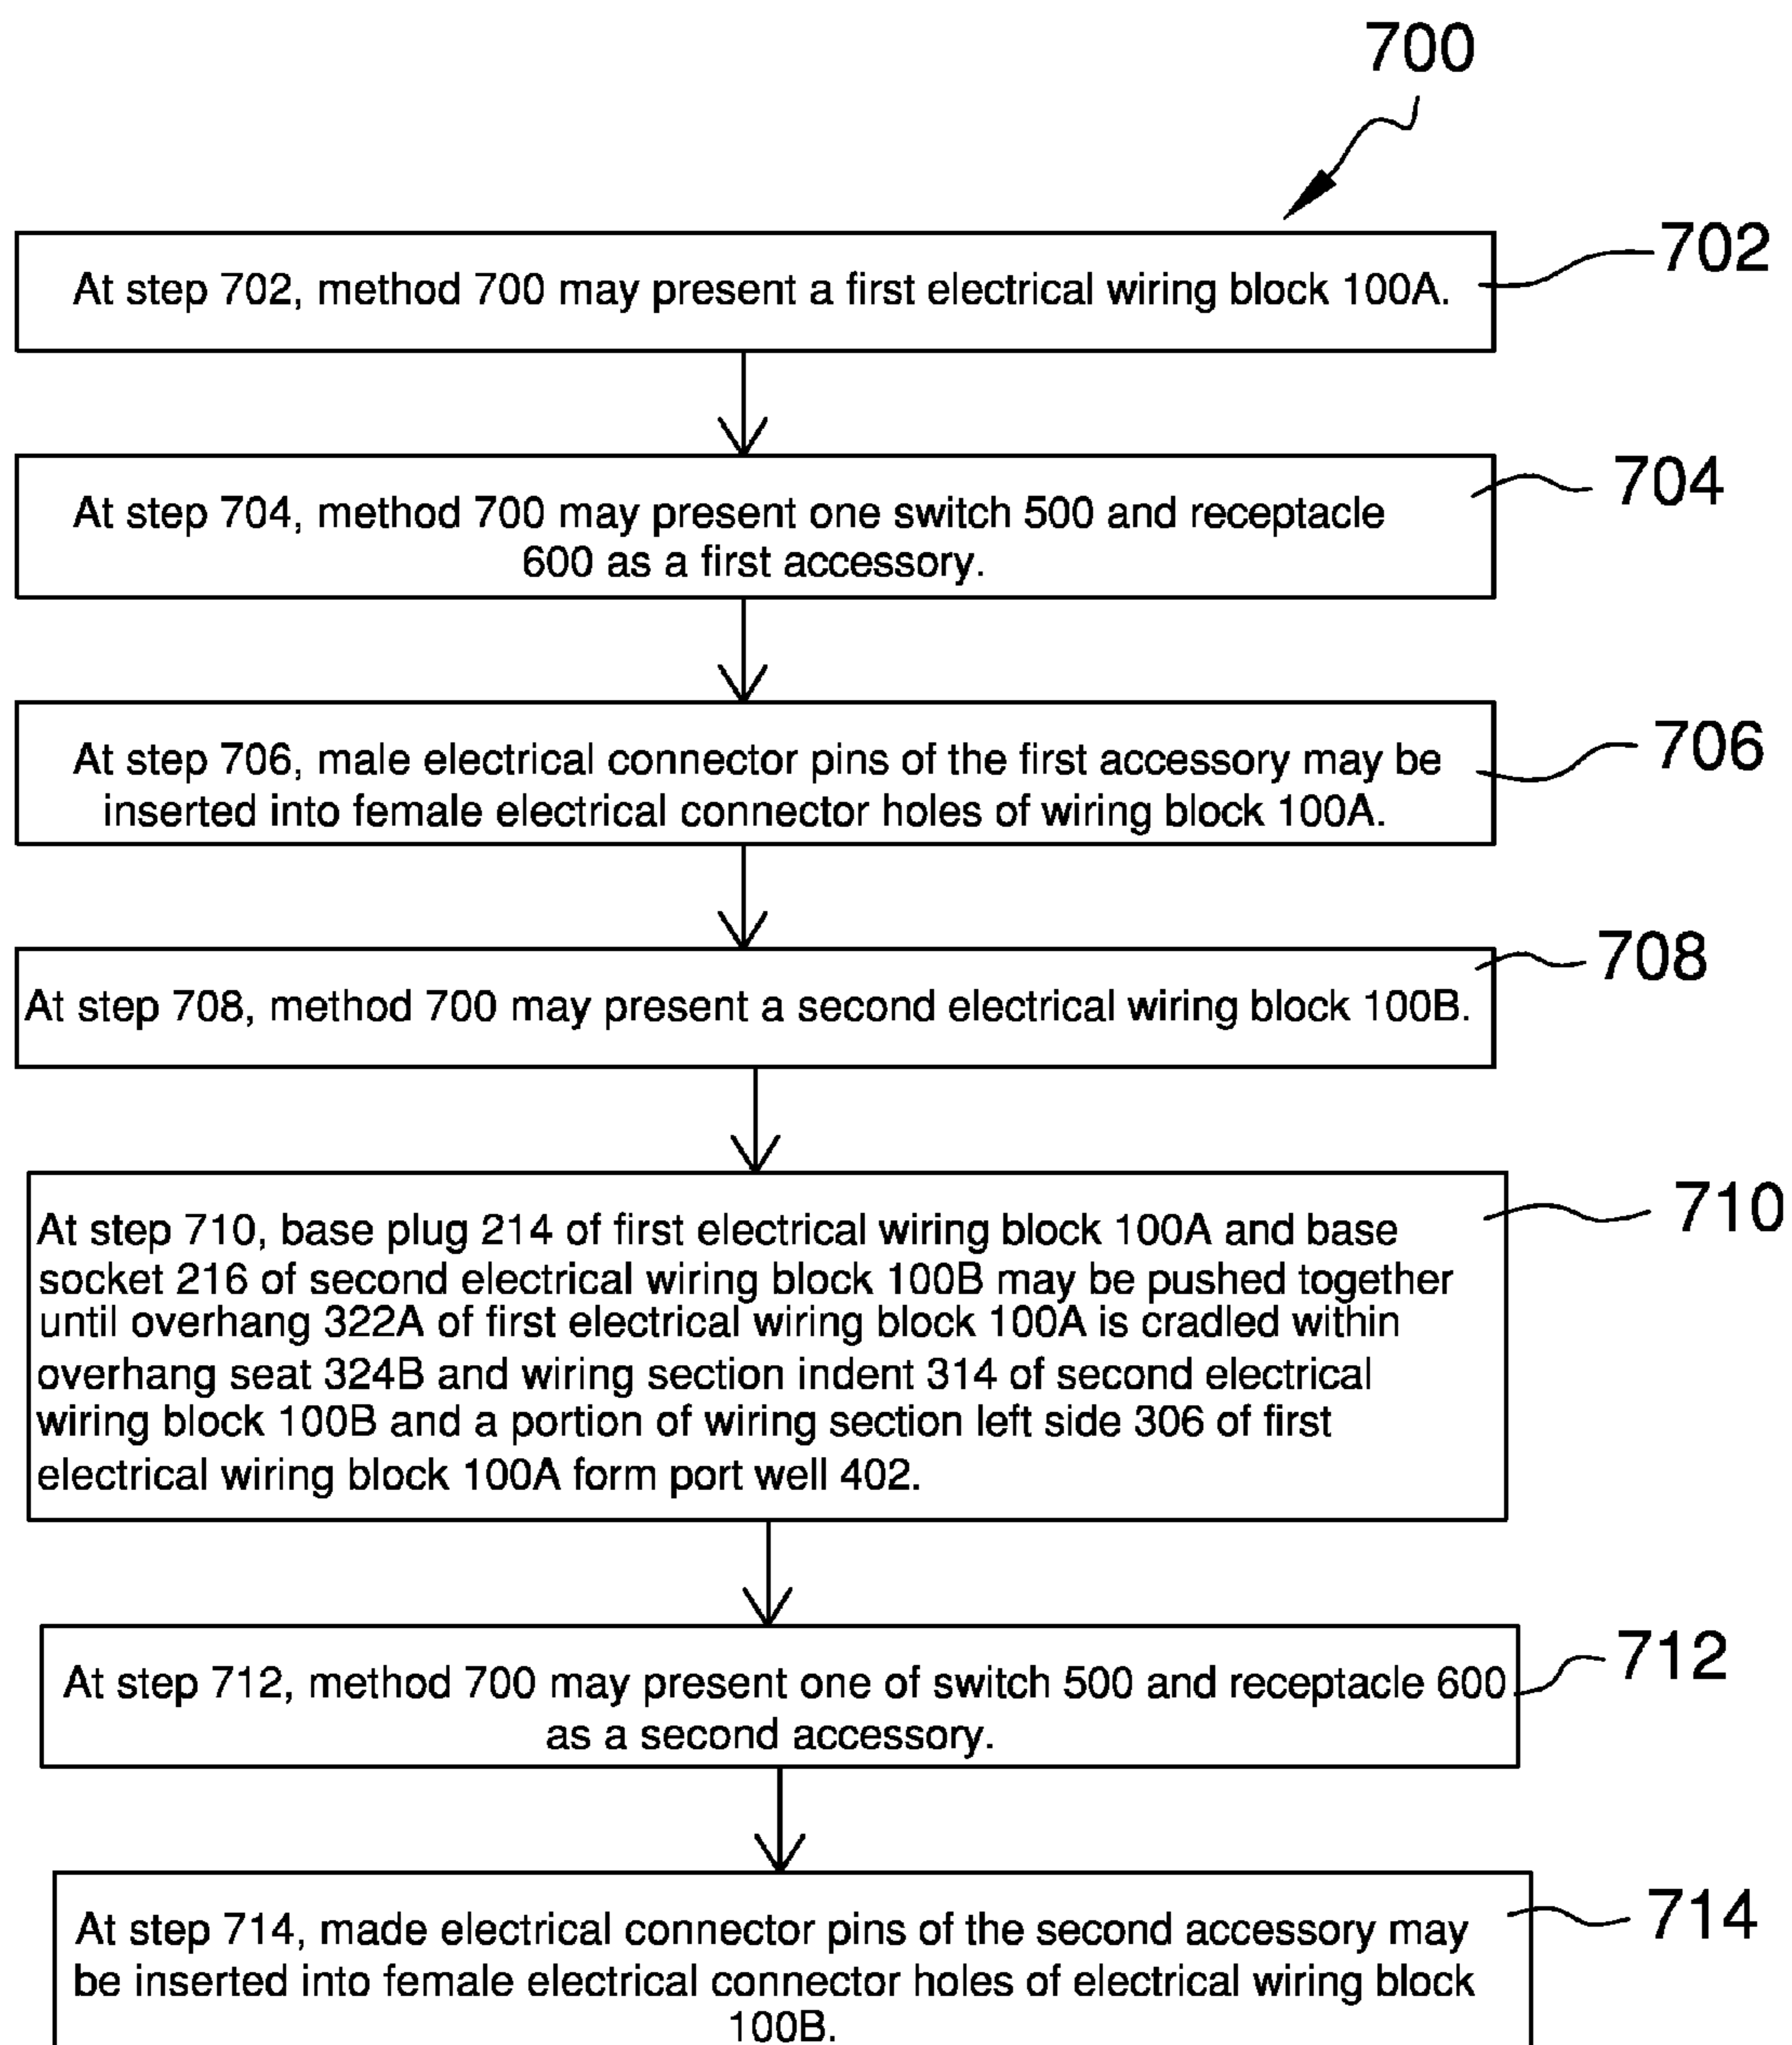 700
At step 702, method 700 may present a first electrical wiring block 100A.
702
At step 704, method 700 may present one switch 500 and receptacle
600 as a first accessory.
704
At step 706, male electrical connector pins of the first accessory may be
inserted into female electrical connector holes of wiring block 100A.
706
At step 708, method 700 may present a second electrical wiring block 100B.
708
At step 710, base plug 214 of first electrical wiring block 100A and base
socket 216 of second electrical wiring block 100B may be pushed together
until overhang 322A of first electrical wiring block 100A is cradled within
overhang seat 324B and wiring section indent 314 of second electrical
wiring block 100B and a portion of wiring section left side 306 of first
electrical wiring block 100A form port well 402.
710
At step 712, method 700 may present one of switch 500 and receptacle 600
as a second accessory.
712
At step 714, made electrical connector pins of the second accessory may
be inserted into female electrical connector holes of electrical wiring block
100B.
714